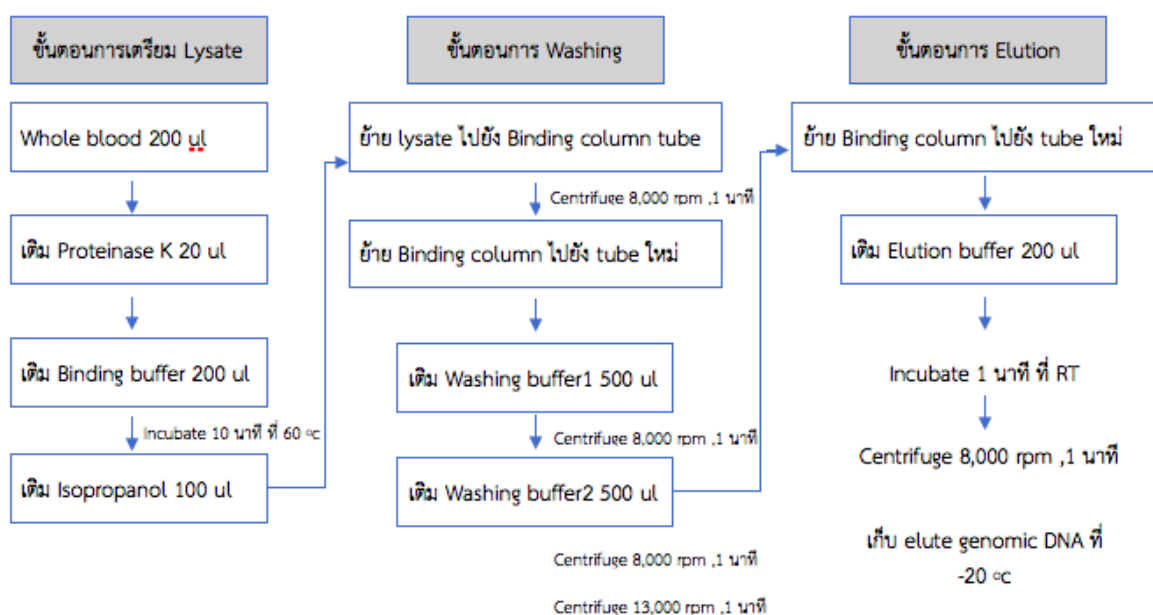 ขั้นตอนการเตรียม Lysate
Whole blood 200 ul
เติม Proteinase K 20 ul
เติม Binding buffer 200 ul
Incubate 10 นาที ที่ 60 °c
เติม Isopropanol 100 ul
ขั้นตอนการ Washing
ย้าย lysate ไปยัง Binding column tube
Centrifuge 8,000 rpm ,1 นาที
ย้าย Binding column ไปยัง tube ใหม่
เติม Washing buffer1 500 ul
Centrifuge 8,000 rpm ,1 นาที
เติม Washing buffer2 500 ul
Centrifuge 8,000 rpm ,1 นาที
Centrifuge 13,000 rpm ,1 นาที
ขั้นตอนการ Elution
ย้าย Binding column ไปยัง tube ใหม่
เติม Elution buffer 200 ul
Incubate 1 นาที ที่ RT
Centrifuge 8,000 rpm ,1 นาที
เก็บ elute genomic DNA ที่
-20 °c